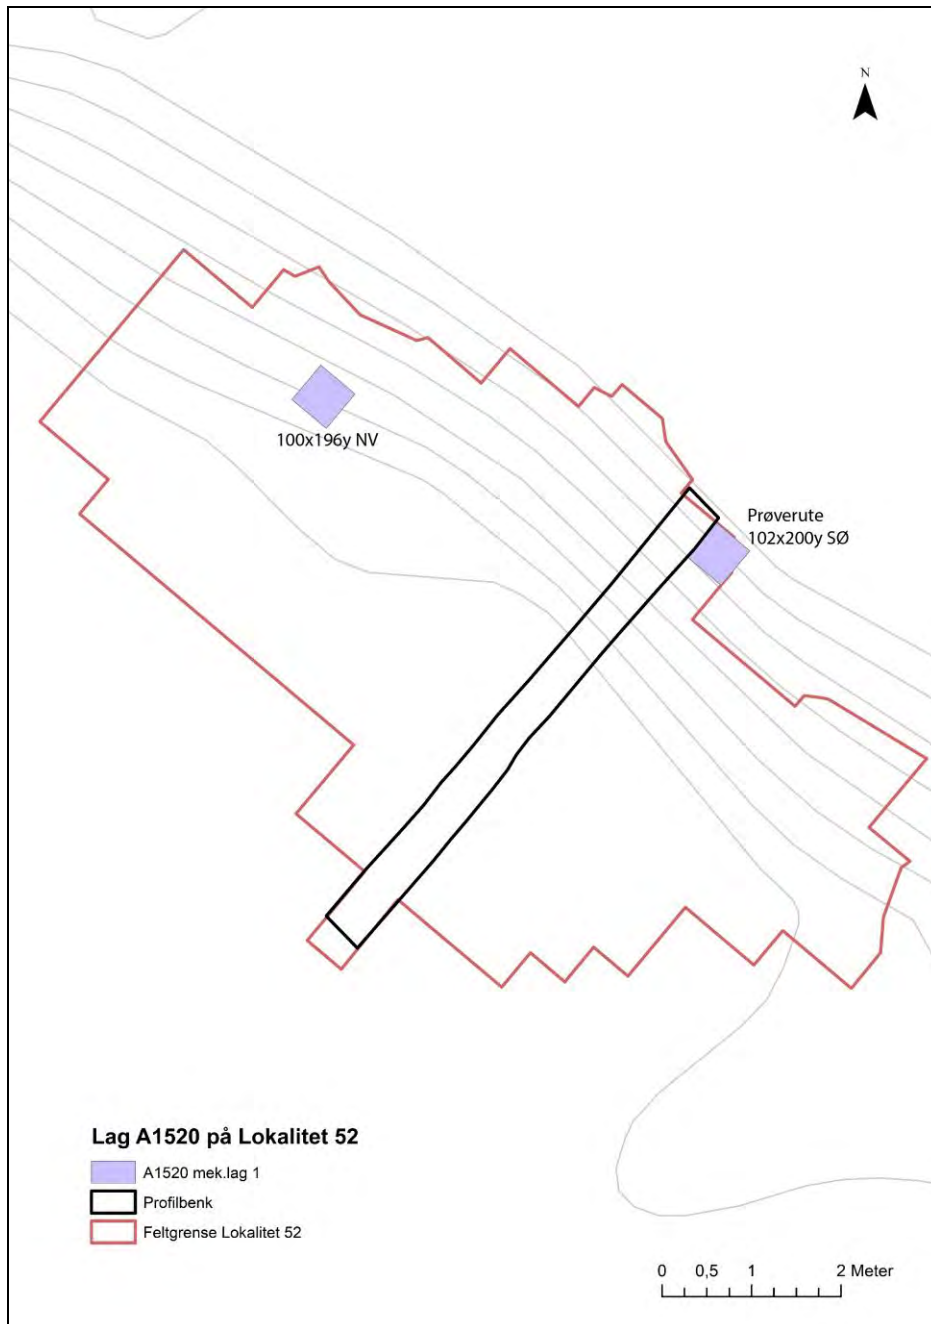 N
100x196y NV
Prøverute
102x200y SØ
Lag A1520 på Lokalitet 52
A1520 mek.lag 1
Profilbenk
Feltgrense Lokalitet 52
0 0,5 1 2 Meter